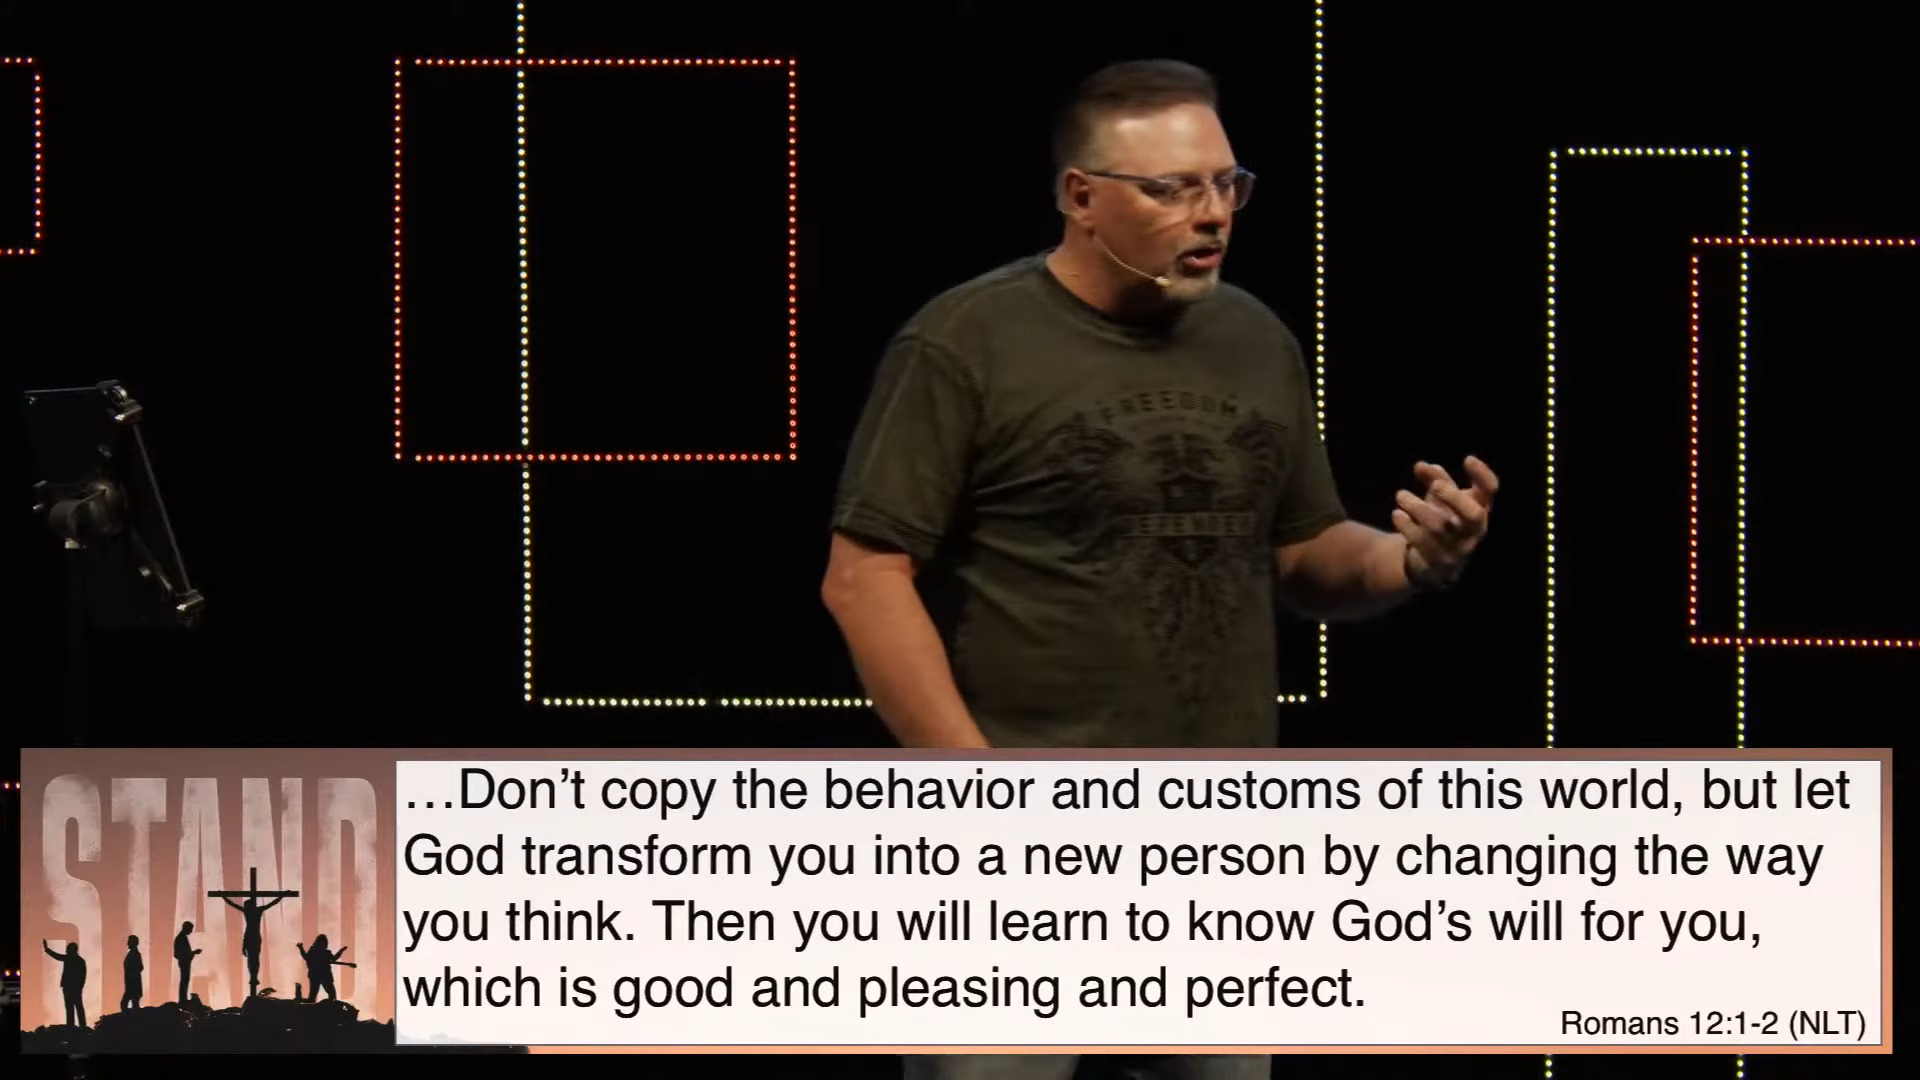 FREEDOM
DEFENDER
STAND
…Don’t copy the behavior and customs of this world, but let
God transform you into a new person by changing the way
you think. Then you will learn to know God’s will for you,
which is good and pleasing and perfect.
Romans 12:1-2 (NLT)